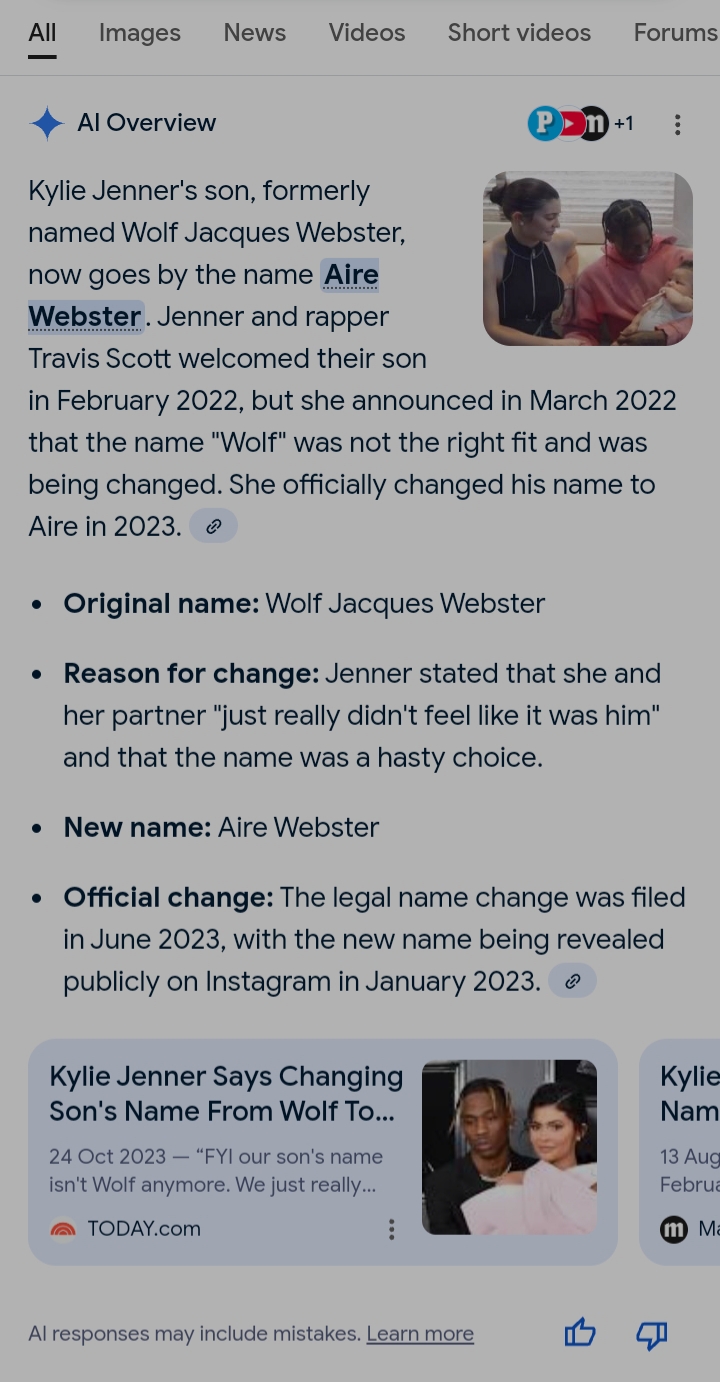 All Images News Videos Short videos Forums
AI Overview
P m +1
Kylie Jenner's son, formerly
named Wolf Jacques Webster,
now goes by the name Aire
Webster. Jenner and rapper
Travis Scott welcomed their son
in February 2022, but she announced in March 2022
that the name "Wolf" was not the right fit and was
being changed. She officially changed his name to
Aire in 2023.
• Original name: Wolf Jacques Webster
• Reason for change: Jenner stated that she and
her partner "just really didn't feel like it was him"
and that the name was a hasty choice.
• New name: Aire Webster
• Official change: The legal name change was filed
in June 2023, with the new name being revealed
publicly on Instagram in January 2023.
Kylie Jenner Says Changing
Son's Name From Wolf To...
24 Oct 2023 — “FYI our son's name
isn't Wolf anymore. We just really...
TODAY.com
Kylie
Nam
13 Aug
Februa
m Ma
AI responses may include mistakes. Learn more